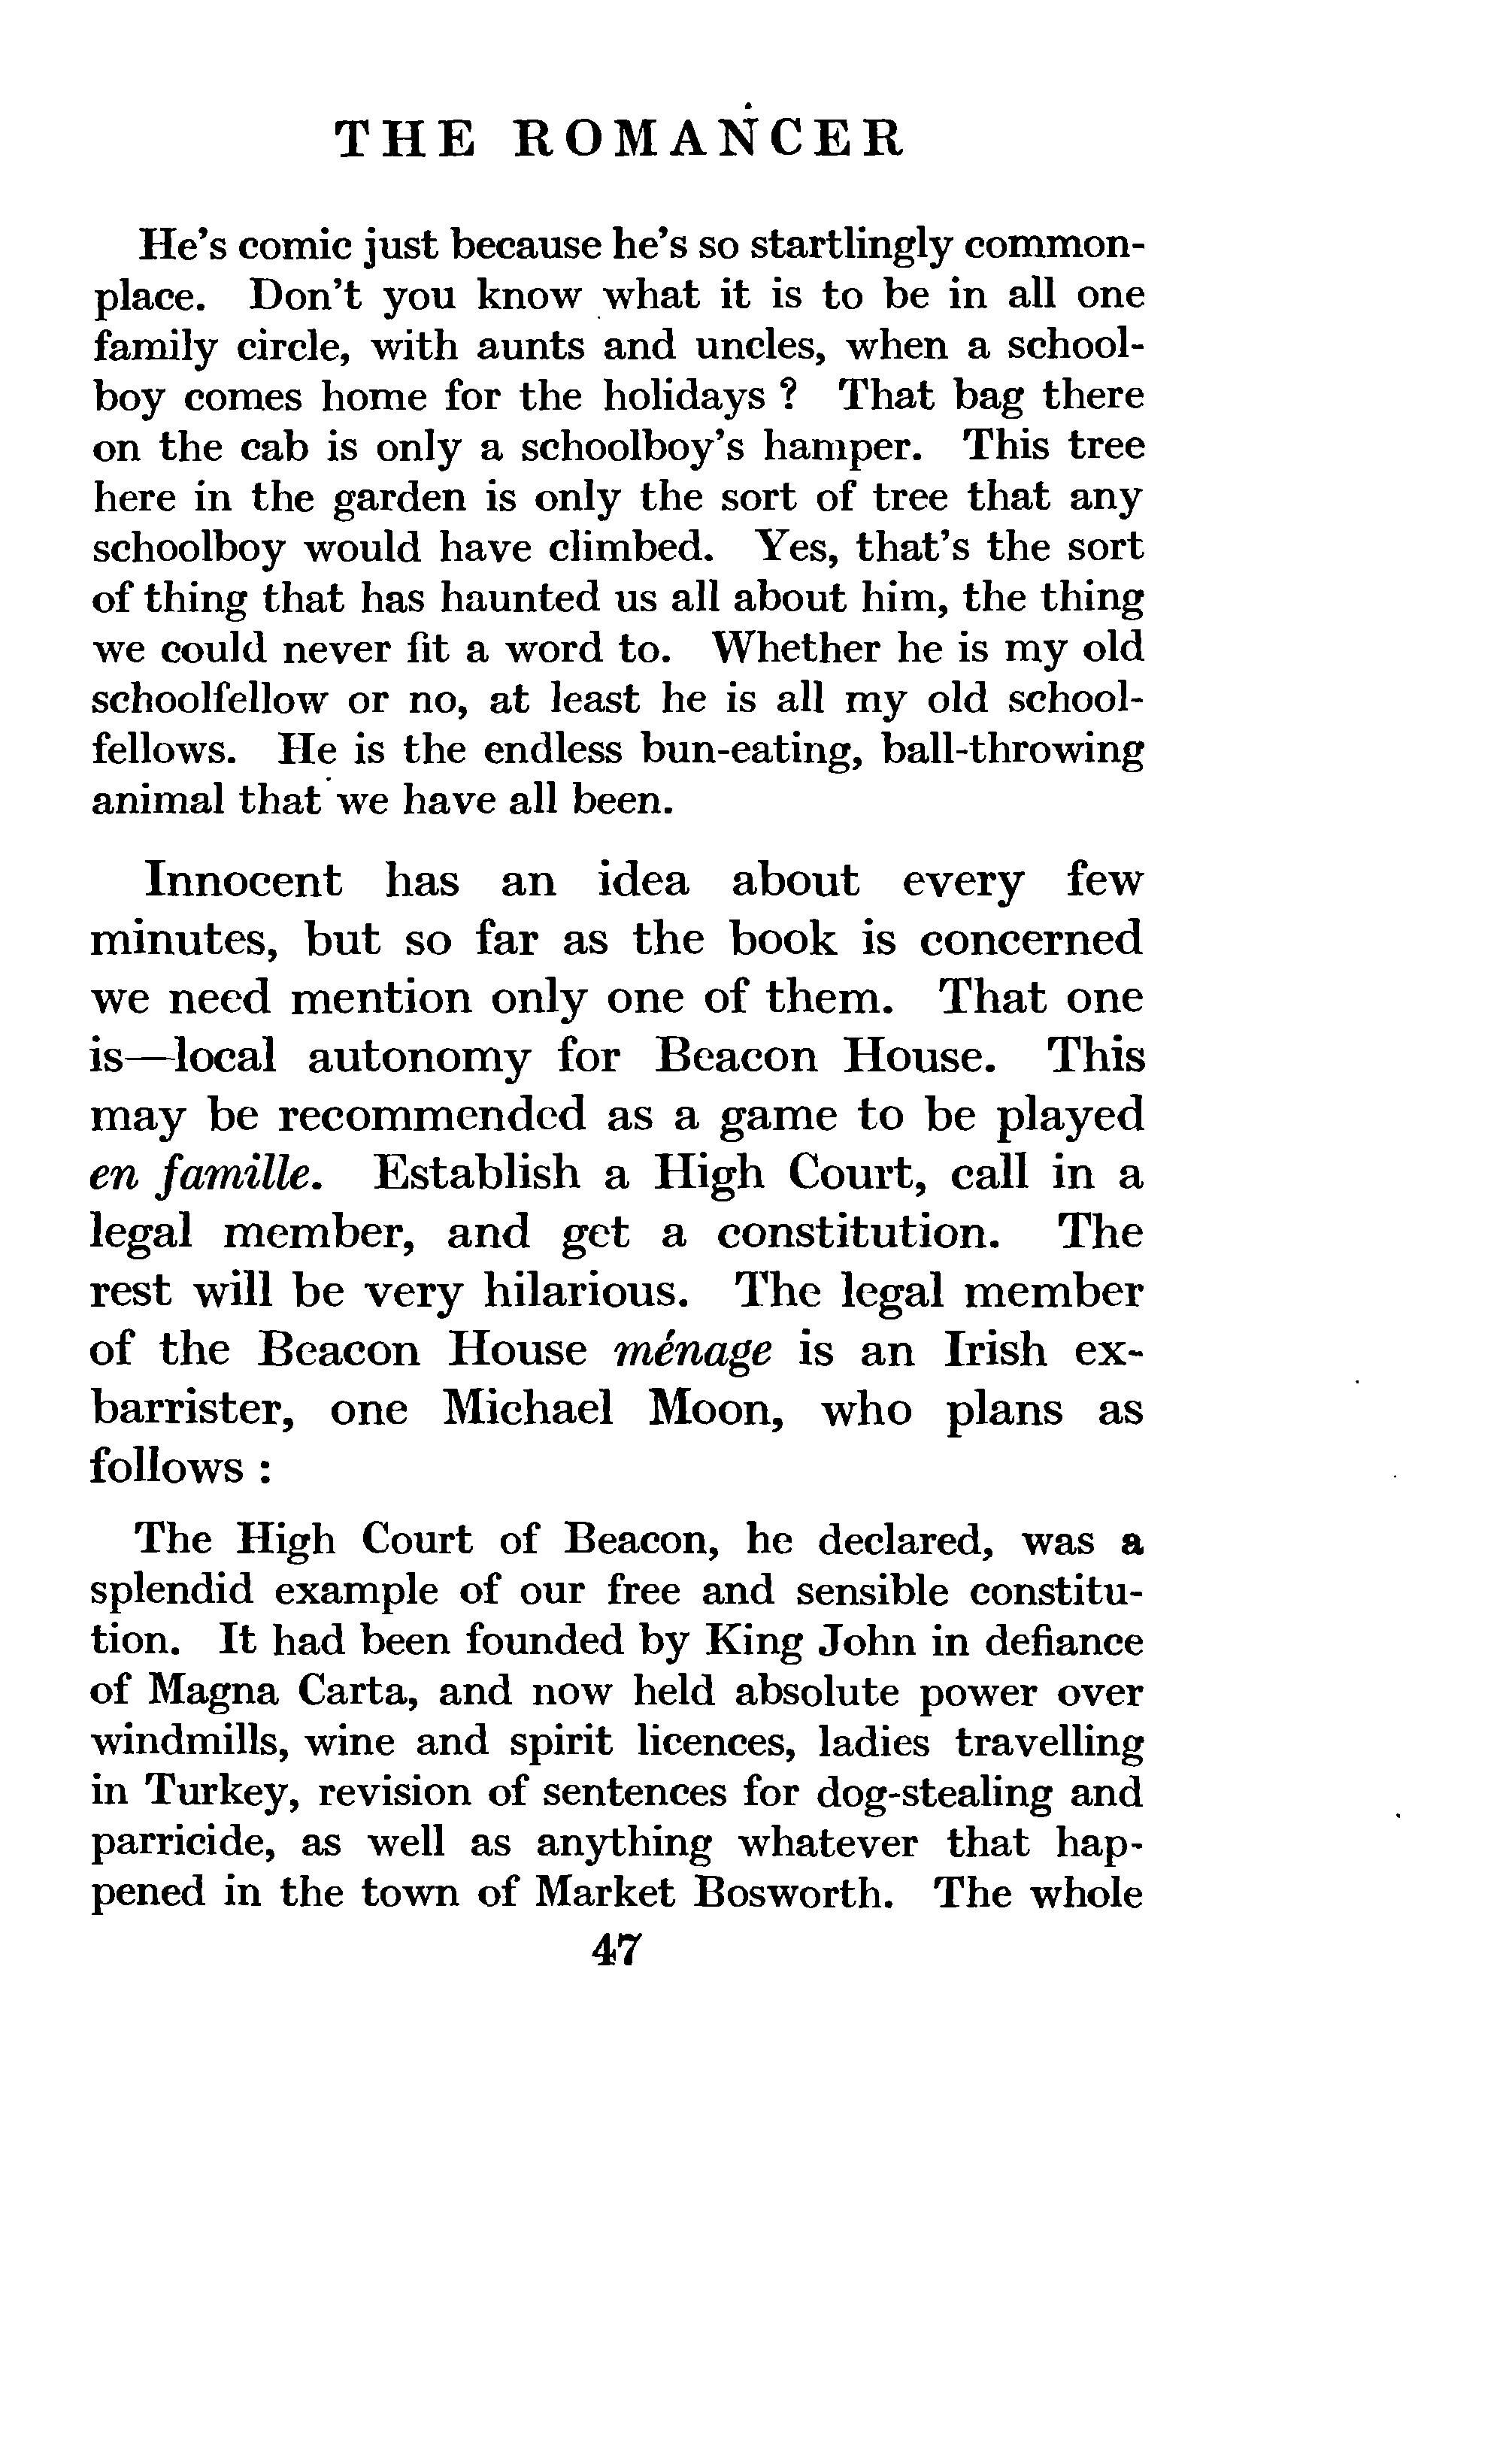 THE ROMANCER
He's comic just because he's so startlingly common-
place. Don't you know what it is to be in all one
family circle, with aunts and uncles, when a school-
boy comes home for the holidays ? That bag there
on the cab is only a schoolboy's hamper. This tree
here in the garden is only the sort of tree that any
schoolboy would have climbed. Yes, that's the sort
of thing that has haunted us all about him, the thing
we could never fit a word to. Whether he is my old
schoolfellow or no, at least he is all my old school-
fellows. He is the endless bun-eating, ball-throwing
animal that we have all been.
Innocent has an idea about every few
minutes, but so far as the book is concerned
we need mention only one of them. That one
is—local autonomy for Beacon House. This
may be recommended as a game to be played
en famille. Establish a High Court, call in a
legal member, and get a constitution. The
rest will be very hilarious. The legal member
of the Beacon House ménage is an Irish ex-
barrister, one Michael Moon, who plans as
follows :
The High Court of Beacon, he declared, was a
splendid example of our free and sensible constitu-
tion. It had been founded by King John in defiance
of Magna Carta, and now held absolute power over
windmills, wine and spirit licences, ladies travelling
in Turkey, revision of sentences for dog-stealing and
parricide, as well as anything whatever that hap-
pened in the town of Market Bosworth. The whole
47